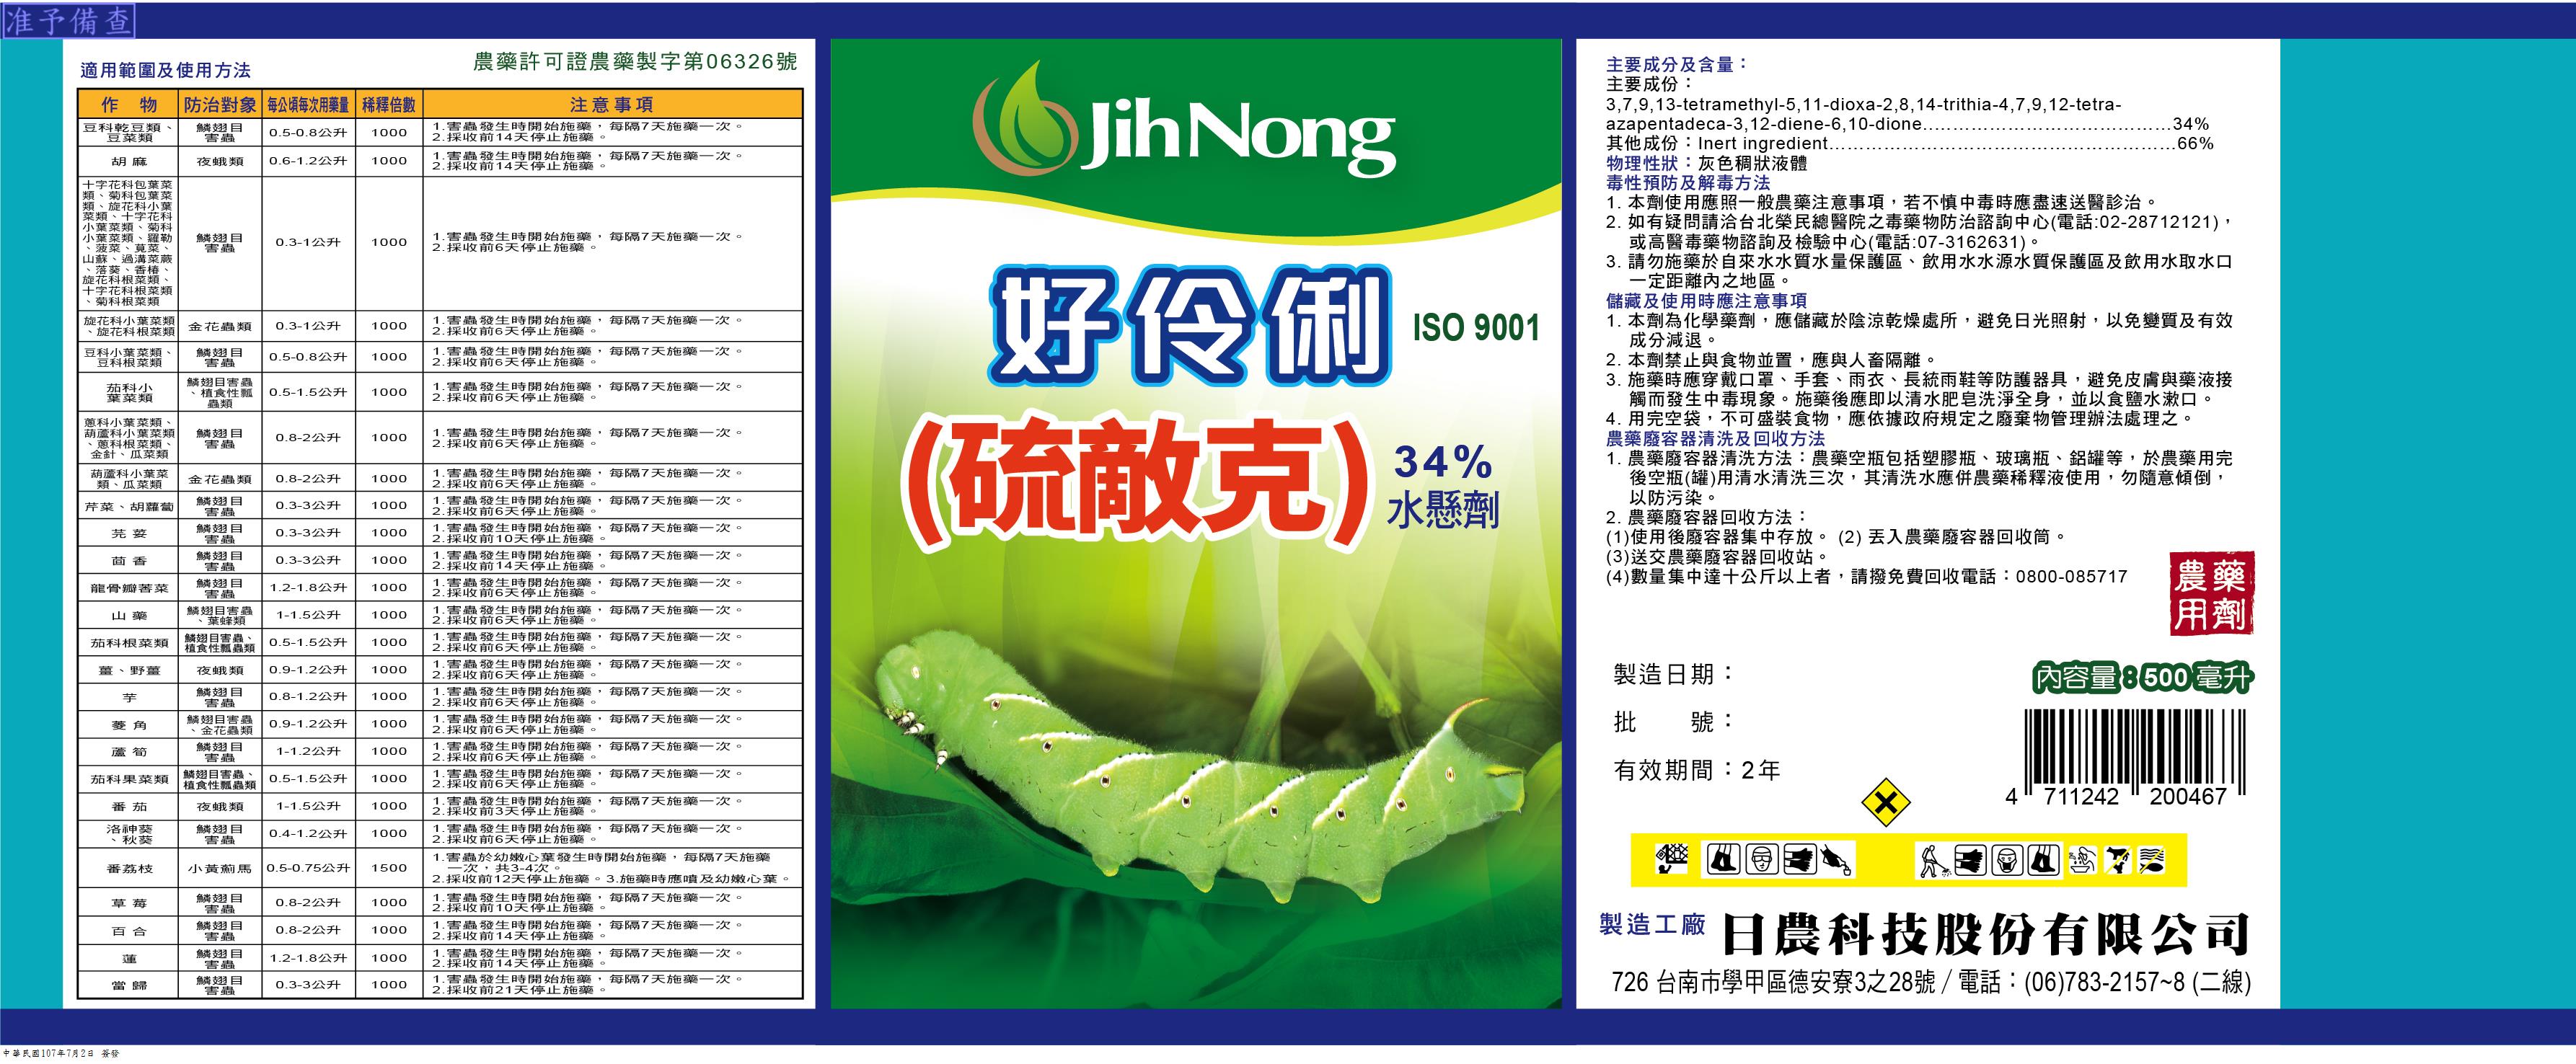 准予備查
適用範圍及使用方法
農藥許可證農藥製字第06326號
作 物 防治對象 每公頃每次用藥量 稀釋倍數 注意事項
豆科乾豆類、
豆菜類
鱗翅目
害蟲
0.5-0.8公升 1000
1.害蟲發生時開始施藥，每隔7天施藥一次。
2.採收前14天停止施藥。
胡麻 夜蛾類 0.6-1.2公升 1000
1.害蟲發生時開始施藥，每隔7天施藥一次。
2.採收前14天停止施藥。
十字花科包葉菜
類、菊科包葉菜
類、旋花科小葉
菜類、十字花科
小葉菜類、菊科
小葉菜類、羅勒
、菠菜、莧菜、
山蘇、過溝菜蕨
、落葵、香椿、
旋花科根菜類、
十字花科根菜類
、菊科根菜類
鱗翅目
害蟲
0.3-1公升 1000
1.害蟲發生時開始施藥，每隔7天施藥一次。
2.採收前6天停止施藥。
旋花科小葉菜類
、旋花科根菜類
金花蟲類 0.3-1公升 1000
1.害蟲發生時開始施藥，每隔7天施藥一次。
2.採收前6天停止施藥。
豆科小葉菜類、
豆科根菜類
鱗翅目
害蟲
0.5-0.8公升 1000
1.害蟲發生時開始施藥，每隔7天施藥一次。
2.採收前6天停止施藥。
茄科小
葉菜類
鱗翅目害蟲
、植食性瓢
蟲類
0.5-1.5公升 1000
1.害蟲發生時開始施藥，每隔7天施藥一次。
2.採收前6天停止施藥。
蔥科小葉菜類、
葫蘆科小葉菜類
、蔥科根菜類、
金針、瓜菜類
鱗翅目
害蟲
0.8-2公升 1000
1.害蟲發生時開始施藥，每隔7天施藥一次。
2.採收前6天停止施藥。
葫蘆科小葉菜
類、瓜菜類
金花蟲類 0.8-2公升 1000
1.害蟲發生時開始施藥，每隔7天施藥一次。
2.採收前6天停止施藥。
芹菜、胡蘿蔔
鱗翅目
害蟲
0.3-3公升 1000
1.害蟲發生時開始施藥，每隔7天施藥一次。
2.採收前6天停止施藥。
芫荽
鱗翅目
害蟲
0.3-3公升 1000
1.害蟲發生時開始施藥，每隔7天施藥一次。
2.採收前10天停止施藥。
茴香
鱗翅目
害蟲
0.3-3公升 1000
1.害蟲發生時開始施藥，每隔7天施藥一次。
2.採收前14天停止施藥。
龍骨瓣莕菜
鱗翅目
害蟲
1.2-1.8公升 1000
1.害蟲發生時開始施藥，每隔7天施藥一次。
2.採收前6天停止施藥。
山藥
鱗翅目害蟲
、葉蜂類
1-1.5公升 1000
1.害蟲發生時開始施藥，每隔7天施藥一次。
2.採收前6天停止施藥。
茄科根菜類
鱗翅目害蟲、
植食性瓢蟲類
0.5-1.5公升 1000
1.害蟲發生時開始施藥，每隔7天施藥一次。
2.採收前6天停止施藥。
薑、野薑 夜蛾類 0.9-1.2公升 1000
1.害蟲發生時開始施藥，每隔7天施藥一次。
2.採收前6天停止施藥。
芋
鱗翅目
害蟲
0.8-1.2公升 1000
1.害蟲發生時開始施藥，每隔7天施藥一次。
2.採收前6天停止施藥。
菱角
鱗翅目害蟲
、金花蟲類
0.9-1.2公升 1000
1.害蟲發生時開始施藥，每隔7天施藥一次。
2.採收前6天停止施藥。
蘆筍
鱗翅目
害蟲
1-1.2公升 1000
1.害蟲發生時開始施藥，每隔7天施藥一次。
2.採收前6天停止施藥。
茄科果菜類
鱗翅目害蟲、
植食性瓢蟲類
0.5-1.5公升 1000
1.害蟲發生時開始施藥，每隔7天施藥一次。
2.採收前6天停止施藥。
番茄 夜蛾類 1-1.5公升 1000
1.害蟲發生時開始施藥，每隔7天施藥一次。
2.採收前3天停止施藥。
洛神葵
、秋葵
鱗翅目
害蟲
0.4-1.2公升 1000
1.害蟲發生時開始施藥，每隔7天施藥一次。
2.採收前6天停止施藥。
番荔枝 小黃薊馬 0.5-0.75公升 1500
1.害蟲於幼嫩心葉發生時開始施藥，每隔7天施藥
一次，共3-4次。
2.採收前12天停止施藥。3.施藥時應噴及幼嫩心葉。
草莓
鱗翅目
害蟲
0.8-2公升 1000
1.害蟲發生時開始施藥，每隔7天施藥一次。
2.採收前10天停止施藥。
百合
鱗翅目
害蟲
0.8-2公升 1000
1.害蟲發生時開始施藥，每隔7天施藥一次。
2.採收前14天停止施藥。
蓮
鱗翅目
害蟲
1.2-1.8公升 1000
1.害蟲發生時開始施藥，每隔7天施藥一次。
2.採收前14天停止施藥。
當歸
鱗翅目
害蟲
0.3-3公升 1000
1.害蟲發生時開始施藥，每隔7天施藥一次。
2.採收前21天停止施藥。
中華民國107年7月2日 簽發
Jih Nong
好伶俐
ISO 9001
(硫敵克)
34%
水懸劑
主要成分及含量：
主要成份：
3,7,9,13-tetramethyl-5,11-dioxa-2,8,14-trithia-4,7,9,12-tetra-
azapentadeca-3,12-diene-6,10-dione………………………………………34%
其他成份：Inert ingredient………………………………………………………66%
物理性狀：灰色稠狀液體
毒性預防及解毒方法
1. 本劑使用應照一般農藥注意事項，若不慎中毒時應盡速送醫診治。
2. 如有疑問請洽台北榮民總醫院之毒藥物防治諮詢中心(電話:02-28712121)，
或高醫毒藥物諮詢及檢驗中心(電話:07-3162631)。
3. 請勿施藥於自來水水質水量保護區、飲用水水源水質保護區及飲用水取水口
一定距離內之地區。
儲藏及使用時應注意事項
1. 本劑為化學藥劑，應儲藏於陰涼乾燥處所，避免日光照射，以免變質及有效
成分減退。
2. 本劑禁止與食物並置，應與人畜隔離。
3. 施藥時應穿戴口罩、手套、雨衣、長統雨鞋等防護器具，避免皮膚與藥液接
觸而發生中毒現象。施藥後應即以清水肥皂洗淨全身，並以食鹽水漱口。
4. 用完空袋，不可盛裝食物，應依據政府規定之廢棄物管理辦法處理之。
農藥廢容器清洗及回收方法
1. 農藥廢容器清洗方法：農藥空瓶包括塑膠瓶、玻璃瓶、鋁罐等，於農藥用完
後空瓶(罐)用清水清洗三次，其清洗水應併農藥稀釋液使用，勿隨意傾倒，
以防污染。
2. 農藥廢容器回收方法：
(1)使用後廢容器集中存放。 (2) 丟入農藥廢容器回收筒。
(3)送交農藥廢容器回收站。
(4)數量集中達十公斤以上者，請撥免費回收電話：0800-085717
農藥
用劑
製造日期：
內容量：500毫升
批 號：
有效期間：2年
4 711242 200467
製造工廠 日農科技股份有限公司
726 台南市學甲區德安寮3之28號 / 電話：(06)783-2157~8 (二線)